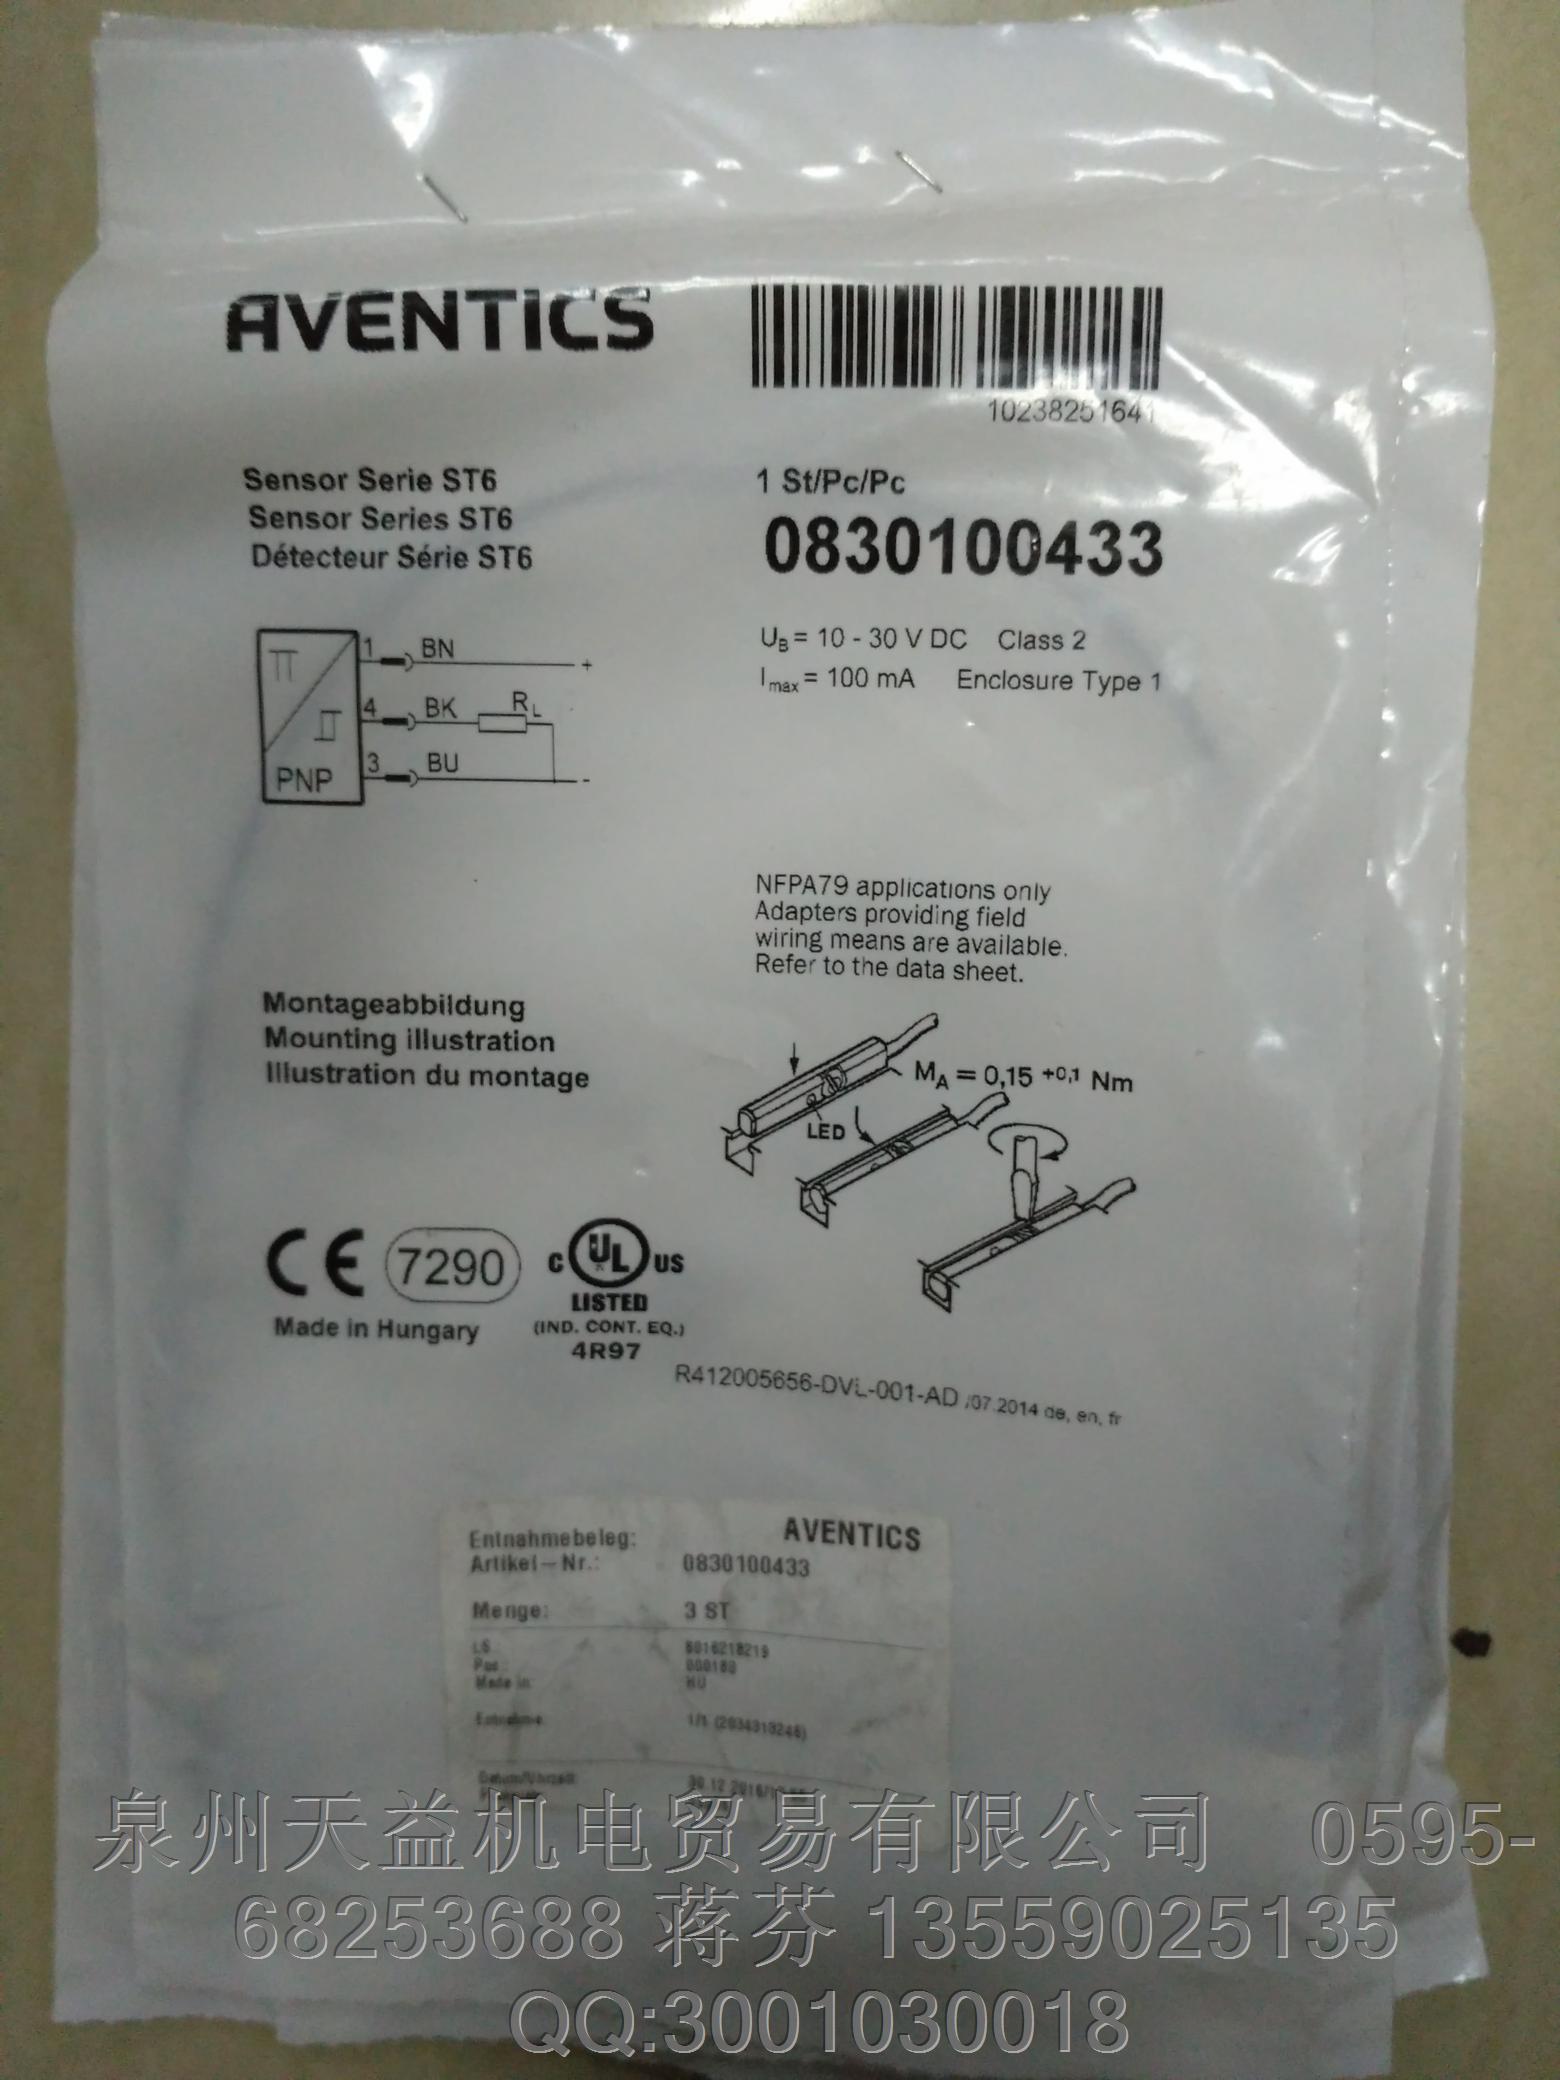 AVENTICS
10238251641
Sensor Serie ST6
Sensor Series ST6
Détecteur Série ST6
1 St/Pc/Pc
0830100433
UB = 10 - 30 V DC Class 2
Imax = 100 mA Enclosure Type 1
1 BN +
4 BK RL
3 BU -
PNP
NFPA79 applications only
Adapters providing field
wiring means are available.
Refer to the data sheet.
Montageabbildung
Mounting illustration
Illustration du montage
MA = 0,15 +0,1 Nm
LED
CE 7290
Made in Hungary
C UL US
LISTED
(IND. CONT. EQ.)
4R97
R412005656-DVL-001-AD /07.2014 de, en, fr
AVENTICS
Entnahmebeleg:
Artikel-Nr.: 0830100433
Menge: 3 ST
Made in HU
泉州天益机电贸易有限公司 0595-
68253688 蒋芬 13559025135
QQ:3001030018